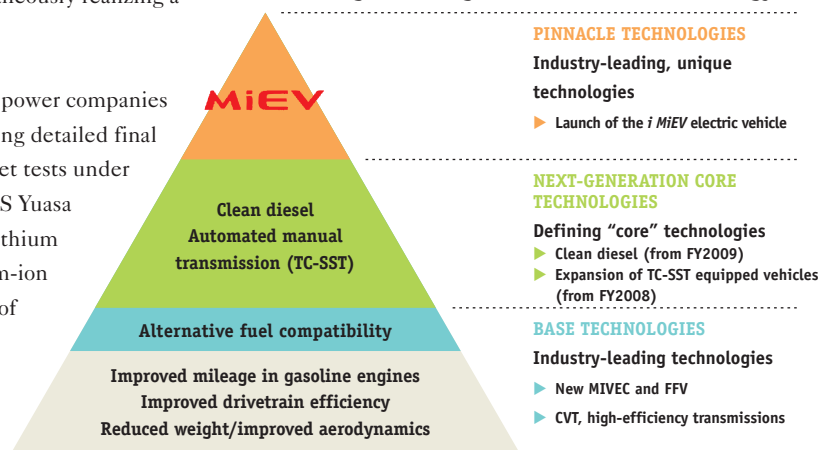 neously realizing a
power companies
ng detailed final
et tests under
S Yuasa
thium
n-ion
of
MiEV
Clean diesel
Automated manual
transmission (TC-SST)
Alternative fuel compatibility
Improved mileage in gasoline engines
Improved drivetrain efficiency
Reduced weight/improved aerodynamics
PINNACLE TECHNOLOGIES
Industry-leading, unique
technologies
Launch of the i MiEV electric vehicle
NEXT-GENERATION CORE
TECHNOLOGIES
Defining “core” technologies
Clean diesel (from FY2009)
Expansion of TC-SST equipped vehicles
(from FY2008)
BASE TECHNOLOGIES
Industry-leading technologies
New MIVEC and FFV
CVT, high-efficiency transmissions